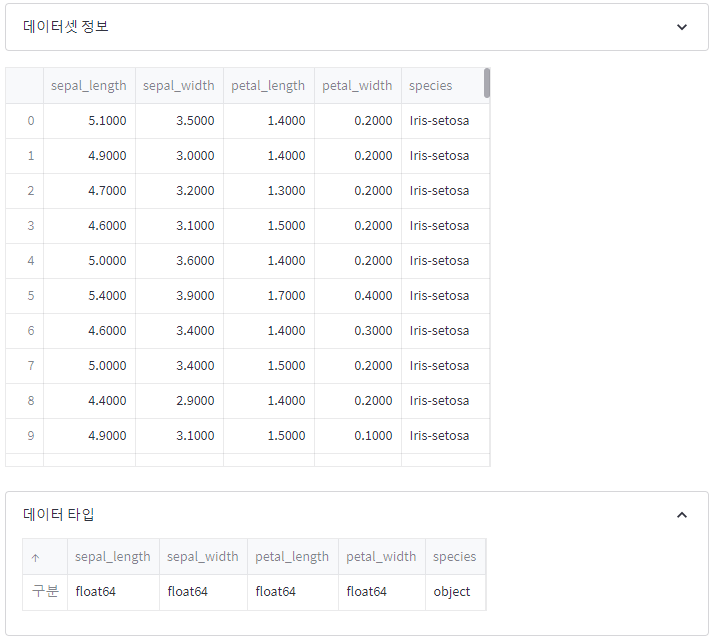 데이터셋 정보
sepal_length sepal_width petal_length petal_width species
0 5.1000 3.5000 1.4000 0.2000 Iris-setosa
1 4.9000 3.0000 1.4000 0.2000 Iris-setosa
2 4.7000 3.2000 1.3000 0.2000 Iris-setosa
3 4.6000 3.1000 1.5000 0.2000 Iris-setosa
4 5.0000 3.6000 1.4000 0.2000 Iris-setosa
5 5.4000 3.9000 1.7000 0.4000 Iris-setosa
6 4.6000 3.4000 1.4000 0.3000 Iris-setosa
7 5.0000 3.4000 1.5000 0.2000 Iris-setosa
8 4.4000 2.9000 1.4000 0.2000 Iris-setosa
9 4.9000 3.1000 1.5000 0.1000 Iris-setosa
데이터 타입
↑ sepal_length sepal_width petal_length petal_width species
구분 float64 float64 float64 float64 object